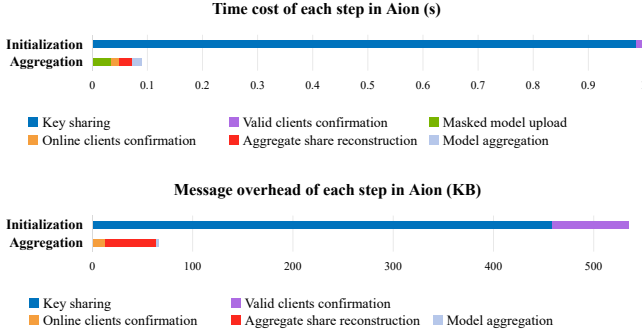 Time cost of each step in Aion (s)
Initialization
Aggregation
0 0.1 0.2 0.3 0.4 0.5 0.6 0.7 0.8 0.9
Key sharing Valid clients confirmation Masked model upload
Online clients confirmation Aggregate share reconstruction Model aggregation
Message overhead of each step in Aion (KB)
Initialization
Aggregation
0 100 200 300 400 500
Key sharing Valid clients confirmation
Online clients confirmation Aggregate share reconstruction Model aggregation